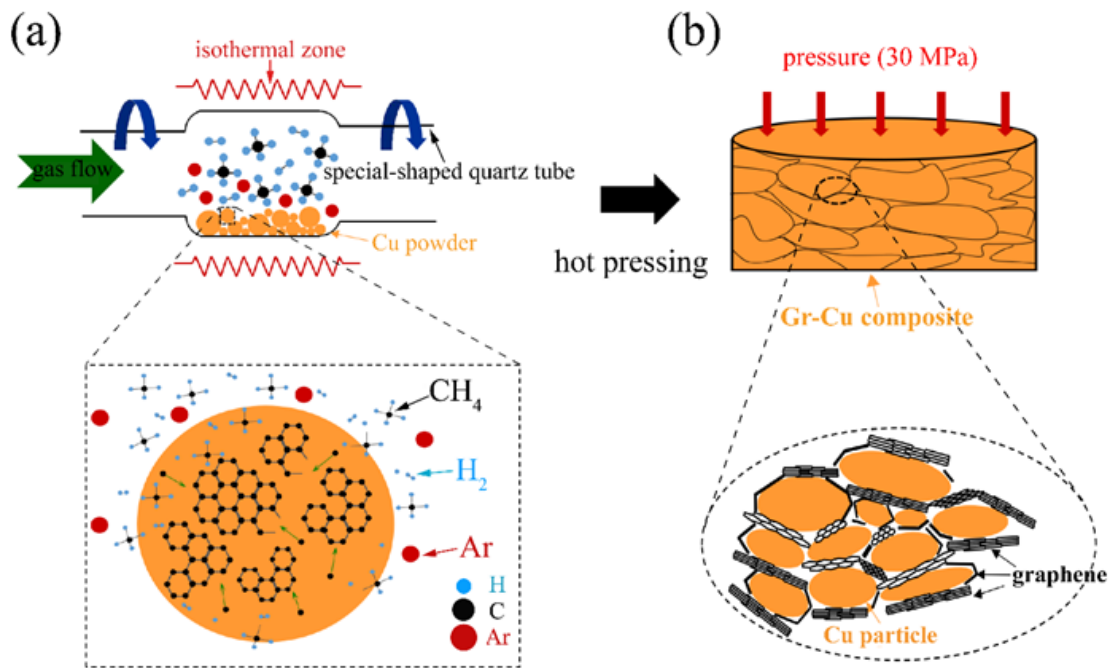 (a)
isothermal zone
gas flow
special-shaped quartz tube
Cu powder
CH4
H2
Ar
H
C
Ar
hot pressing
(b)
pressure (30 MPa)
Gr-Cu composite
graphene
Cu particle